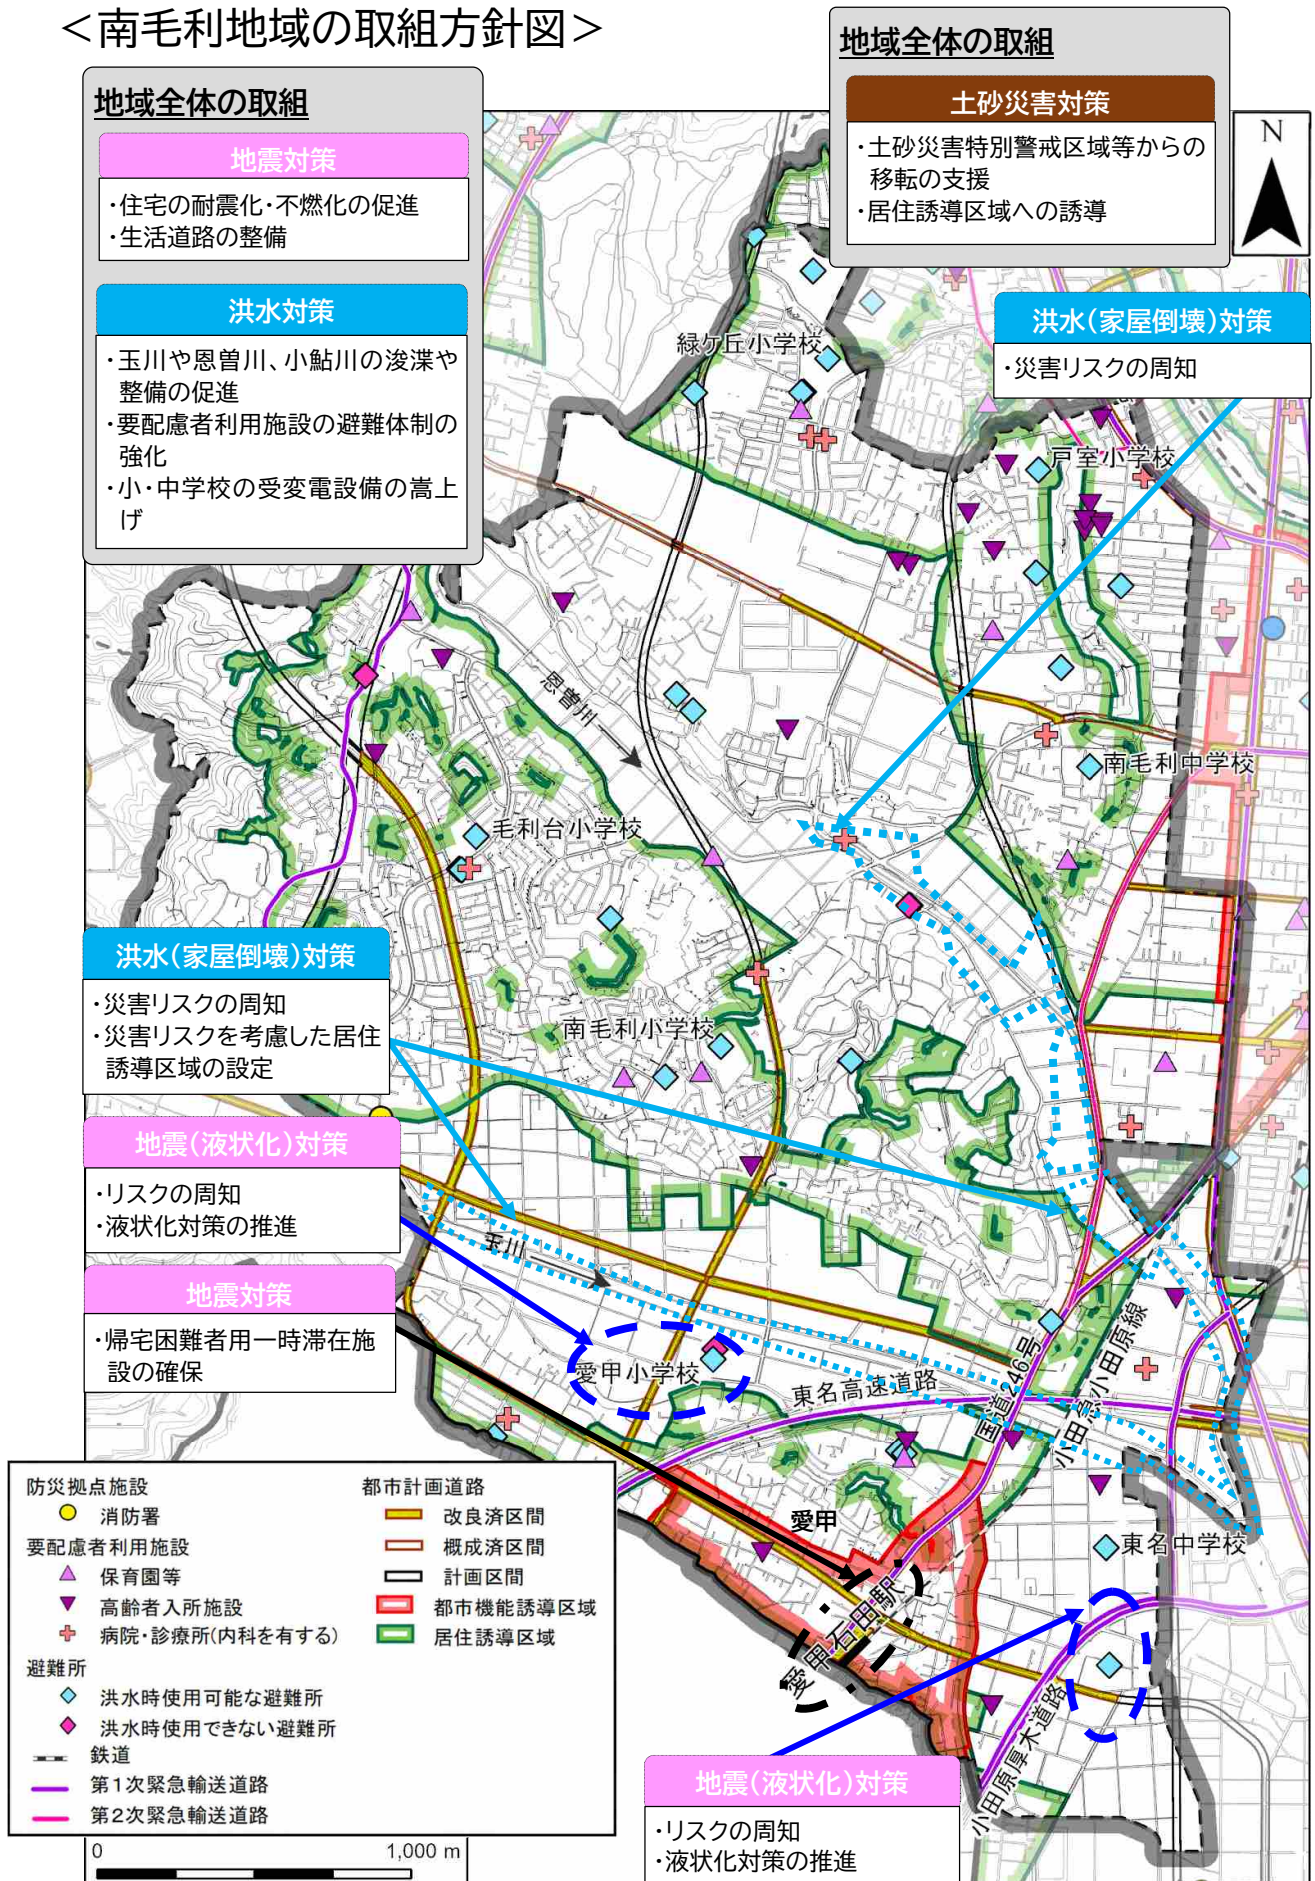 ＜南毛利地域の取組方針図＞
地域全体の取組
地震対策
・住宅の耐震化・不燃化の促進
・生活道路の整備
洪水対策
・玉川や恩曽川、小鮎川の浚渫や
整備の促進
・要配慮者利用施設の避難体制の
強化
・小・中学校の受変電設備の嵩上
げ
地域全体の取組
土砂災害対策
・土砂災害特別警戒区域等からの
移転の支援
・居住誘導区域への誘導
N
洪水（家屋倒壊）対策
・災害リスクの周知
緑ケ丘小学校
戸室小学校
恩曽川
南毛利中学校
毛利台小学校
洪水（家屋倒壊）対策
・災害リスクの周知
・災害リスクを考慮した居住
誘導区域の設定
南毛利小学校
地震（液状化）対策
・リスクの周知
・液状化対策の推進
玉川
地震対策
・帰宅困難者用一時滞在施
設の確保
愛甲小学校
東名高速道路
国道246号
小田急小田原線
愛甲
愛甲石田駅
東名中学校
小田原厚木道路
防災拠点施設
消防署
要配慮者利用施設
保育園等
高齢者入所施設
病院・診療所(内科を有する)
避難所
洪水時使用可能な避難所
洪水時使用できない避難所
鉄道
第1次緊急輸送道路
第2次緊急輸送道路
都市計画道路
改良済区間
概成済区間
計画区間
都市機能誘導区域
居住誘導区域
地震（液状化）対策
・リスクの周知
・液状化対策の推進
0 1,000 m